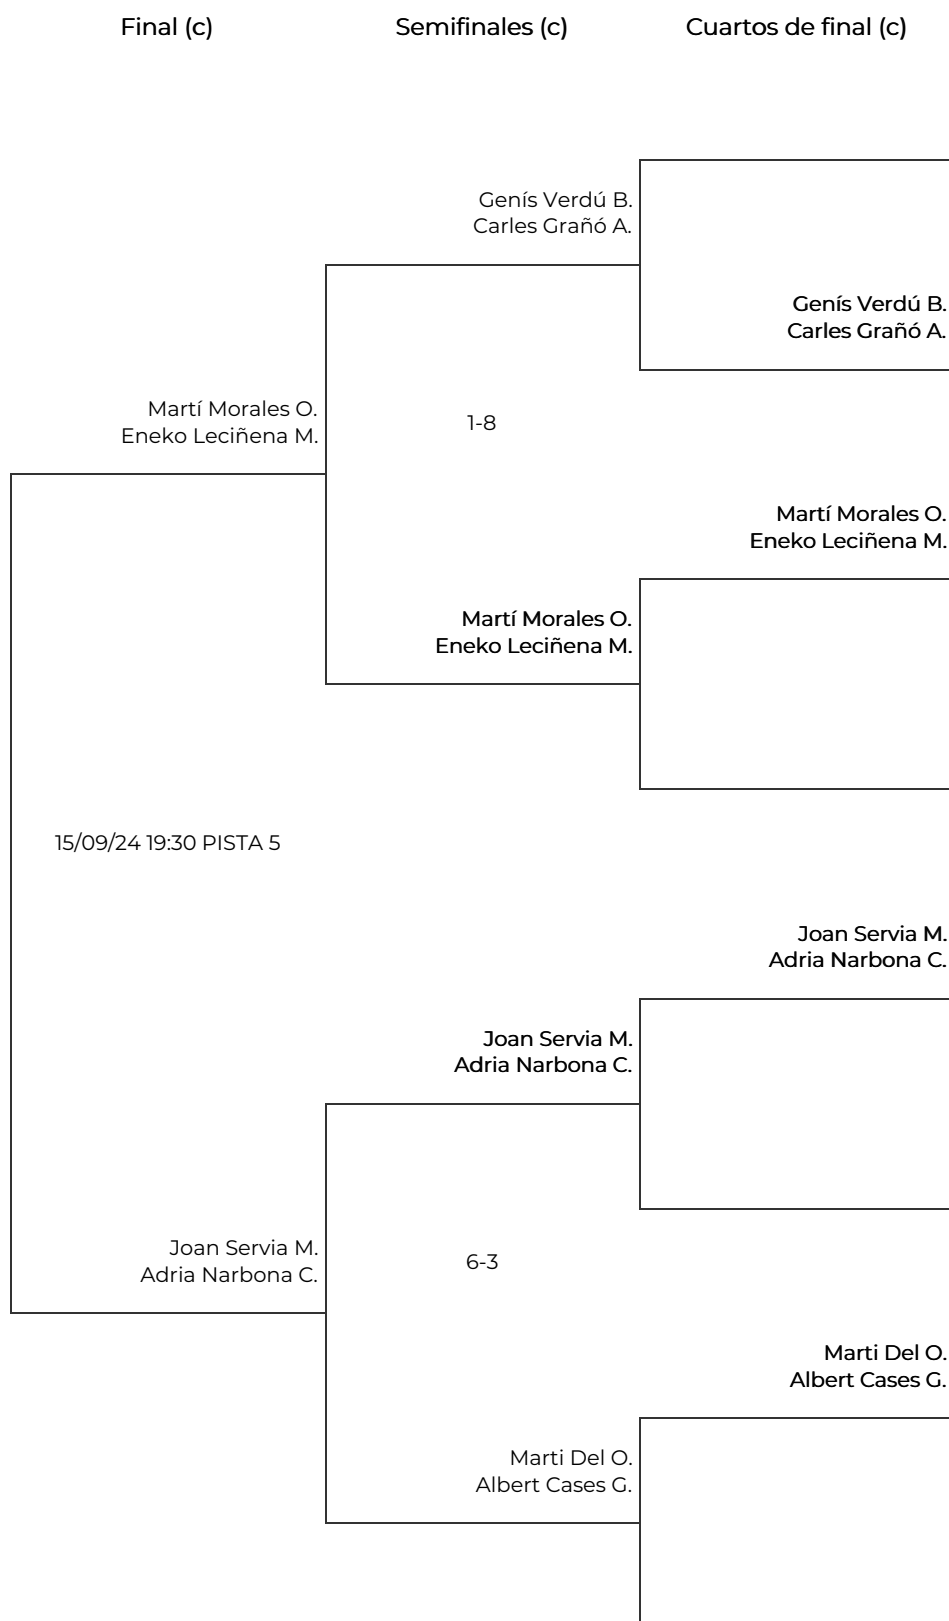 Final (c)
Semifinales (c)
Cuartos de final (c)
Genís Verdú B.
Carles Grañó A.
Genís Verdú B.
Carles Grañó A.
Martí Morales O.
Eneko Leciñena M.
1-8
Martí Morales O.
Eneko Leciñena M.
Martí Morales O.
Eneko Leciñena M.
15/09/24 19:30 PISTA 5
Joan Servia M.
Adria Narbona C.
Joan Servia M.
Adria Narbona C.
Joan Servia M.
Adria Narbona C.
6-3
Marti Del O.
Albert Cases G.
Marti Del O.
Albert Cases G.